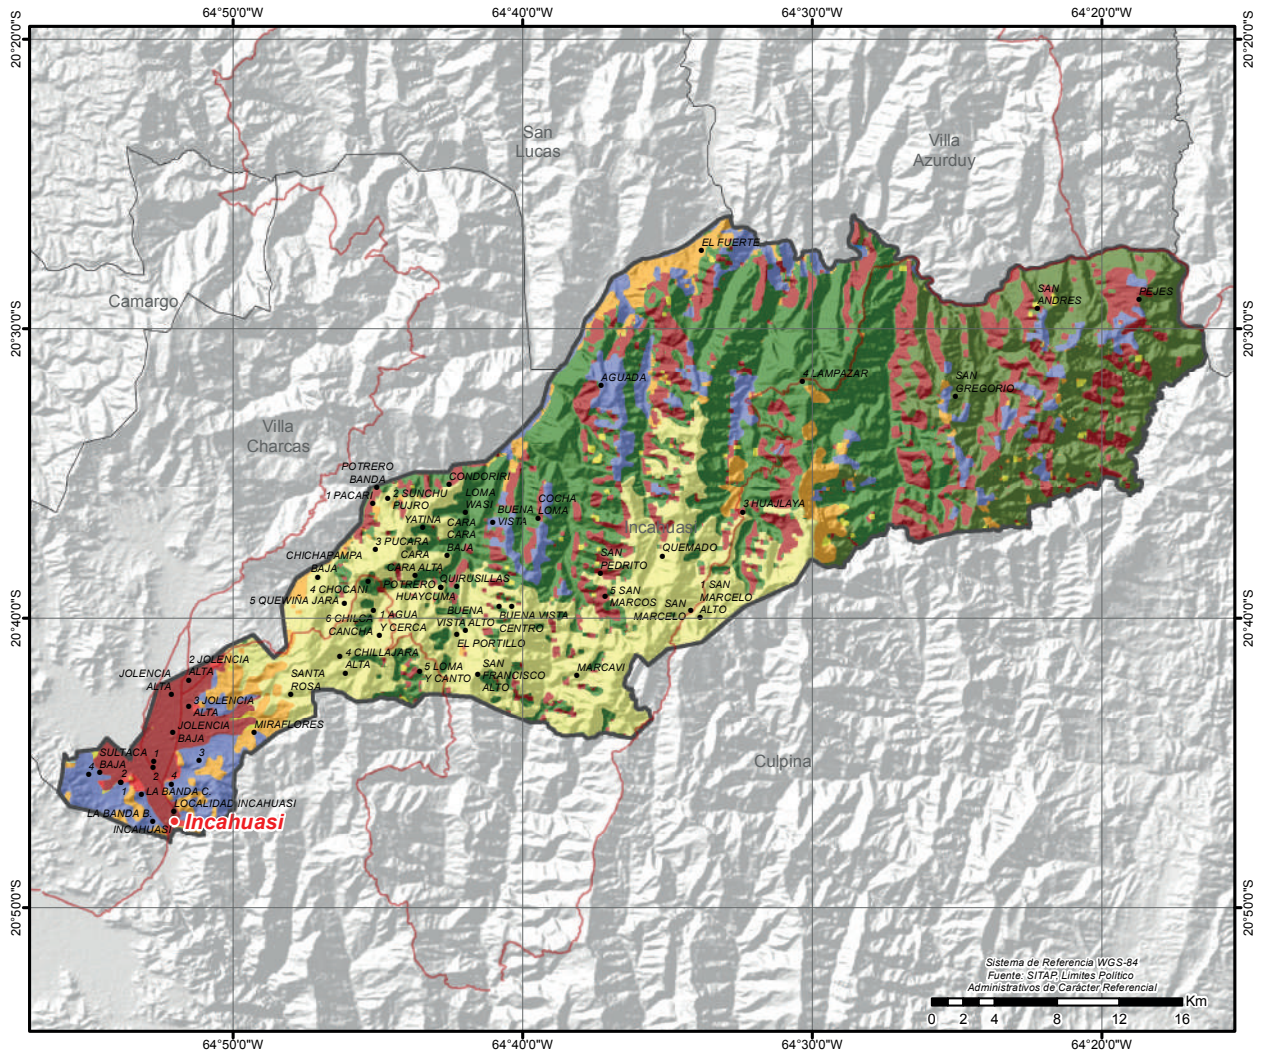 64°50'0"W
64°40'0"W
64°30'0"W
64°20'0"W
20°20'0"S
20°20'0"S
San
Lucas
Villa
Azurduy
EL FUERTE
SAN
ANDRES
PEJES
Camargo
20°30'0"S
20°30'0"S
AGUADA
4 LAMPAZAR
SAN
GREGORIO
Villa
Charcas
POTRERO
BANDA
CONDORIRI
1 PACARI
2 SUNCHU
PUJRO
LOMA
WASI
COCHA
LOMA
BUENA
VISTA
3 HUAJLAYA
YATINA
CARA
CARA
BAJA
Incahuasi
3 PUCARA
CARA
CARA ALTA
QUEMADO
SAN
PEDRITO
CHICHAPAMPA
BAJA
4 CHOCANI
POTRERO
HUAYCUMA
QUIRUSILLAS
5 QUEWIÑA JARA
5 SAN
MARCOS
1 SAN
MARCELO
ALTO
SAN
MARCELO
6 CHILCA
CANCHA
1 AGUA
Y CERCA
BUENA
VISTA ALTO
BUENA VISTA
CENTRO
EL PORTILLO
20°40'0"S
20°40'0"S
4 CHILLAJARA
ALTA
5 LOMA
Y CANTO
SAN
FRANCISCO
ALTO
MARCAVI
2 JOLENCIA
ALTA
JOLENCIA
ALTA
SANTA
ROSA
3 JOLENCIA
ALTA
JOLENCIA
BAJA
MIRAFLORES
SULTACA
BAJA
1
3
4
2
2
4
1
LA BANDA C.
LOCALIDAD INCAHUASI
LA BANDA B.
INCAHUASI
Incahuasi
Culpina
20°50'0"S
20°50'0"S
Sistema de Referencia WGS-84
Fuente: SITAP, Limites Politico
Administrativos de Carácter Referencial
Km
0 2 4 8 12 16
64°50'0"W
64°40'0"W
64°30'0"W
64°20'0"W